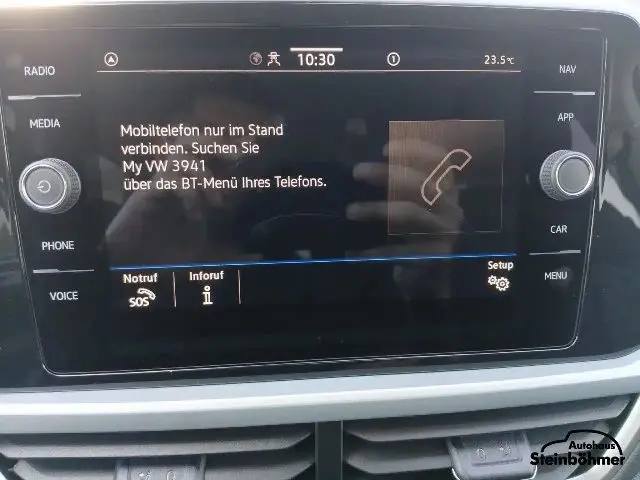 RADIO
MEDIA
PHONE
VOICE
10:30
23.5°C
Mobiltelefon nur im Stand
verbinden. Suchen Sie
My VW 3941
über das BT-Menü Ihres Telefons.
Notruf
SOS
Inforuf
Setup
NAV
APP
CAR
MENU
Autohaus
Steinböhmer